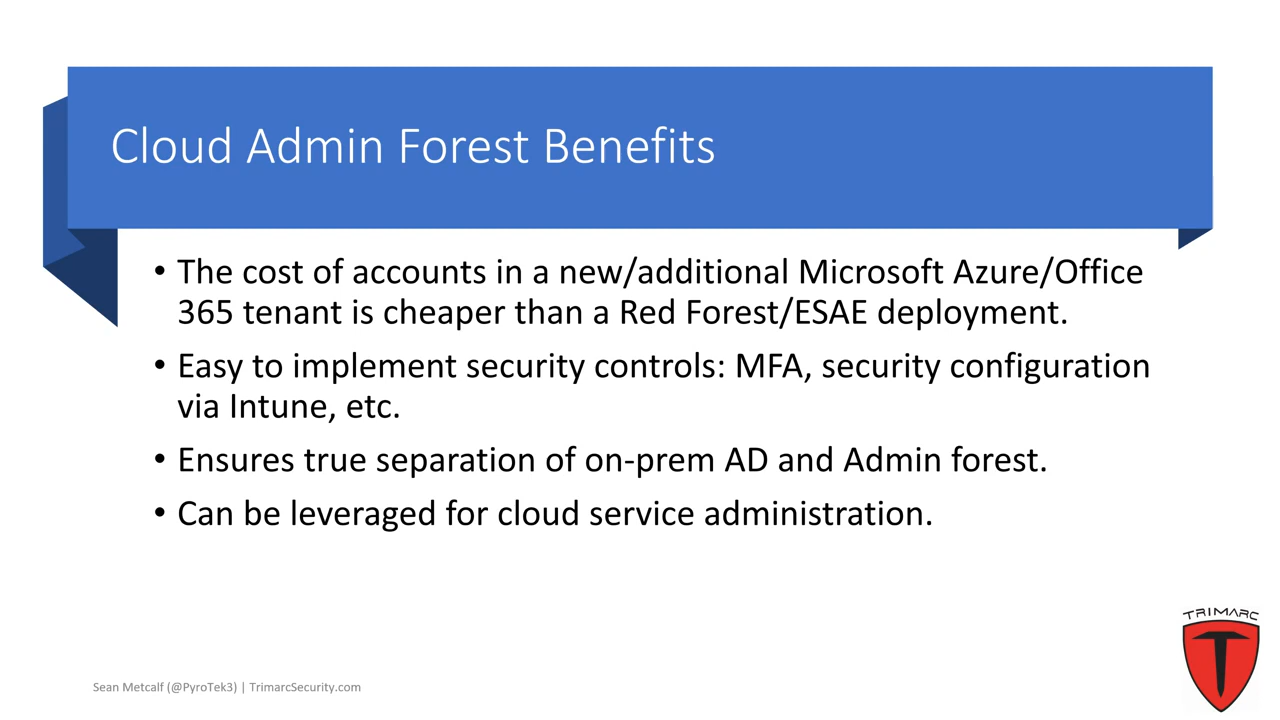 Cloud Admin Forest Benefits
• The cost of accounts in a new/additional Microsoft Azure/Office
365 tenant is cheaper than a Red Forest/ESAE deployment.
• Easy to implement security controls: MFA, security configuration
via Intune, etc.
• Ensures true separation of on-prem AD and Admin forest.
• Can be leveraged for cloud service administration.
TRIMARC
Sean Metcalf (@PyroTek3) | TrimarcSecurity.com